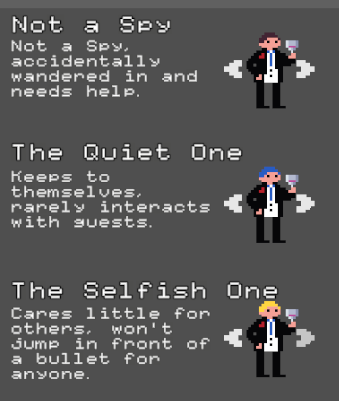 Not a Spy
Not a Spy,
accidentally
wandered in and
needs help.
The Quiet One
Keeps to
themselves,
rarely interacts
with guests.
The Selfish One
Cares little for
others, won't
jump in front of
a bullet for
anyone.